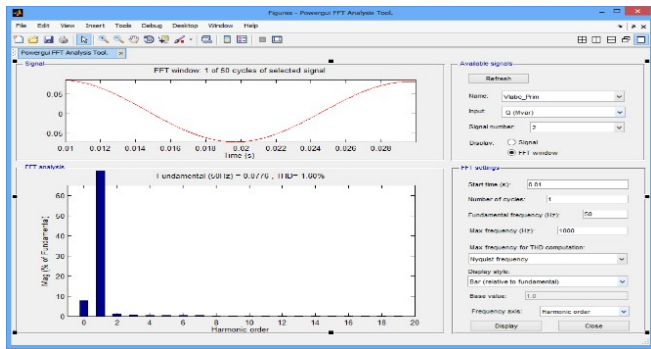 Figures - Powergui FFT Analysis Tool.
File Edit View Insert Tools Debug Desktop Window Help
Powergui FFT Analysis Tool.
Signal
FFT window: 1 of 50 cycles of selected signal
0.05
0
0.05
0.01 0.012 0.014 0.016 0.018 0.02 0.022 0.024 0.026 0.028
Time (s)
FFT analysis
Fundamental (50Hz) = 0.0776 , THD= 1.60%
60
50
40
30
20
10
0
Mag (% of Fundamental)
0 2 4 6 8 10 12 14 16 18 20
Harmonic order
Available signals
Refresh
Name: Vlabc_Prim
Input: Q (Mvar)
Signal number: 2
Display: Signal
FFT window
FFT settings
Start time (s): 0.01
Number of cycles: 1
Fundamental frequency (Hz): 50
Max frequency (Hz): 1000
Max frequency for THD computation:
Nyquist frequency
Display style:
Bar (relative to fundamental)
Base value: 1.0
Frequency axis: Harmonic order
Display Close